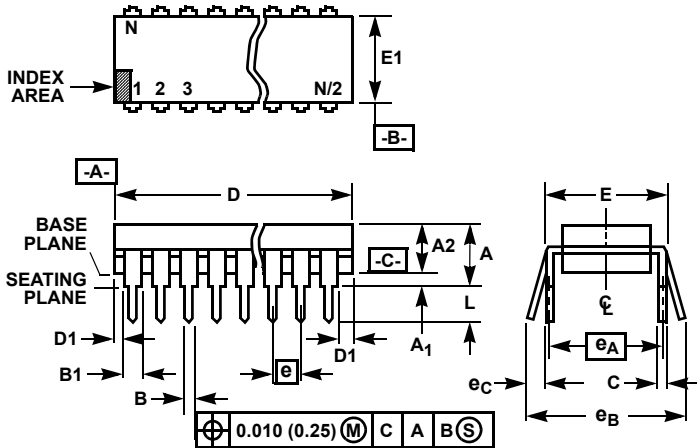 N
E1
INDEX
AREA
1 2 3 N/2
-B-
-A-
D
E
BASE
PLANE
A2
A
-C-
SEATING
PLANE
L
C
L
D1
A1
D1
eA
B1
e
eC
C
B
eB
0.010 (0.25) M C A B S